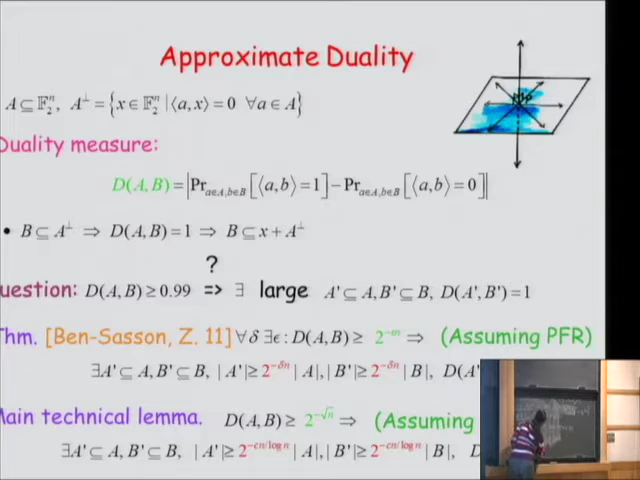 Approximate Duality
A ⊆ 𝔽₂ⁿ, A^⊥ = {x ∈ 𝔽₂ⁿ | ⟨a, x⟩ = 0 ∀a ∈ A}
Duality measure:
D(A, B) = |Pr_{a∈A,b∈B}[⟨a, b⟩ = 1] − Pr_{a∈A,b∈B}[⟨a, b⟩ = 0]|
• B ⊆ A^⊥ ⇒ D(A, B) = 1 ⇒ B ⊆ x + A^⊥
?
uestion: D(A, B) ≥ 0.99 => ∃ large A' ⊆ A, B' ⊆ B, D(A', B') = 1
Thm. [Ben-Sasson, Z. 11] ∀δ ∃ϵ : D(A, B) ≥ 2^{−ϵn} ⇒ (Assuming PFR)
∃A' ⊆ A, B' ⊆ B, | A' | ≥ 2^{−δn} | A |, | B' | ≥ 2^{−δn} | B |, D(A'
Main technical lemma. D(A, B) ≥ 2^{−√n} ⇒ (Assuming
∃A' ⊆ A, B' ⊆ B, | A' | ≥ 2^{−cn/log n} | A |, | B' | ≥ 2^{−cn/log n} | B |, D